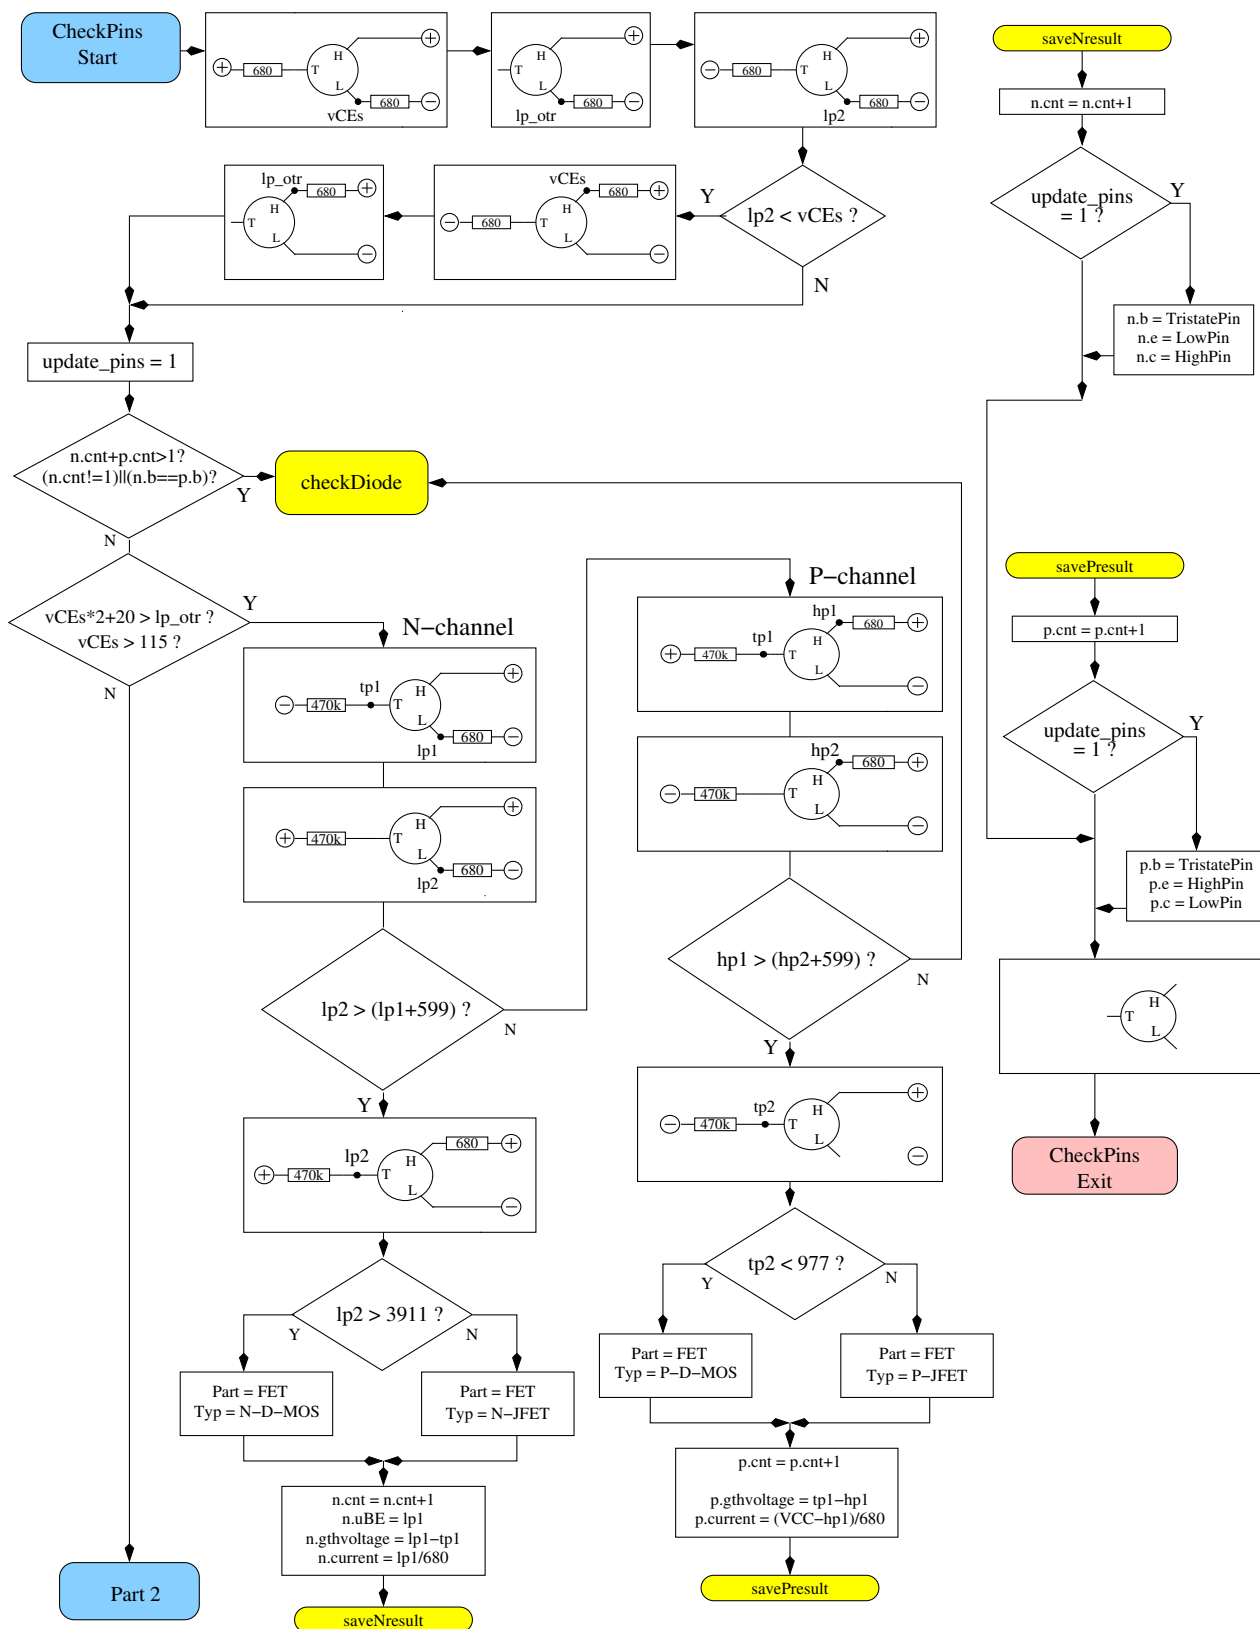 CheckPins
Start
H
T
680
L
680
vCEs
H
T
L
lp_otr
H
680
T
L
680
lp2
saveNresult
n.cnt = n.cnt+1
update_pins
= 1 ?
Y
n.b = TristatePin
n.e = LowPin
n.c = HighPin
lp_otr
680
H
T
L
vCEs
680
H
680
T
L
Y
lp2 < vCEs ?
N
update_pins = 1
n.cnt+p.cnt>1?
(n.cnt!=1)||(n.b==p.b)?
Y
N
checkDiode
vCEs*2+20 > lp_otr ?
vCEs > 115 ?
Y
N
N−channel
tp1
H
470k
T
L
680
lp1
H
470k
T
L
680
lp2
lp2 > (lp1+599) ?
N
Y
680
lp2
H
470k
T
L
lp2 > 3911 ?
Y
N
Part = FET
Typ = N−D−MOS
Part = FET
Typ = N−JFET
n.cnt = n.cnt+1
n.uBE = lp1
n.gthvoltage = lp1−tp1
n.current = lp1/680
saveNresult
Part 2
P−channel
hp1
680
tp1
H
470k
T
L
hp2
680
H
470k
T
L
hp1 > (hp2+599) ?
N
Y
tp2
H
470k
T
L
tp2 < 977 ?
Y
N
Part = FET
Typ = P−D−MOS
Part = FET
Typ = P−JFET
p.cnt = p.cnt+1
p.gthvoltage = tp1−hp1
p.current = (VCC−hp1)/680
savePresult
savePresult
p.cnt = p.cnt+1
update_pins
= 1 ?
Y
p.b = TristatePin
p.e = HighPin
p.c = LowPin
H
T
L
CheckPins
Exit